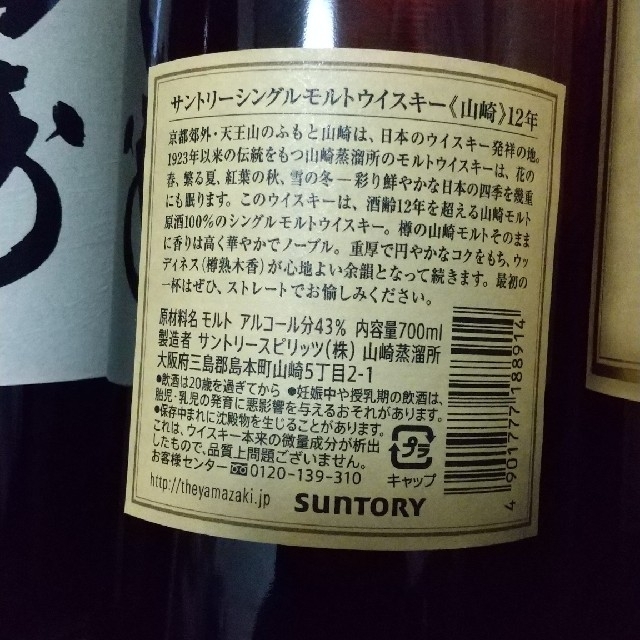 サントリーシングルモルトウイスキー《山崎》12年
京都郊外・天王山のふもと山崎は、日本のウイスキー発祥の地。
1923年以来の伝統をもつ山崎蒸溜所のモルトウイスキーは、花の
春、繁る夏、紅葉の秋、雪の冬―彩り鮮やかな日本の四季を幾重
にも眠ります。このウイスキーは、酒齢12年を超える山崎モルト
原酒100%のシングルモルトウイスキー。樽の山崎モルトそのまま
に香りは高く華やかでノーブル。重厚で円やかなコクをもち、ウッ
ディネス(樽熟木香)が心地よい余韻となって続きます。最初の
一杯はぜひ、ストレートでお愉しみください。
原材料名 モルト アルコール分43% 内容量700ml
製造者 サントリースピリッツ(株) 山崎蒸溜所
大阪府三島郡島本町山崎5丁目2-1
●飲酒は20歳を過ぎてから ●妊娠中や授乳期の飲酒は、
胎児・乳児の発育に悪影響を与えるおそれがあります。
●保存中まれに沈殿物を生じることがあります。
これは、ウイスキー本来の微量成分が析出
したもので、品質上問題ございません。
お客様センター 0120-139-310
プラ
キャップ
http://theyamazaki.jp
SUNTORY
4 901777 188914